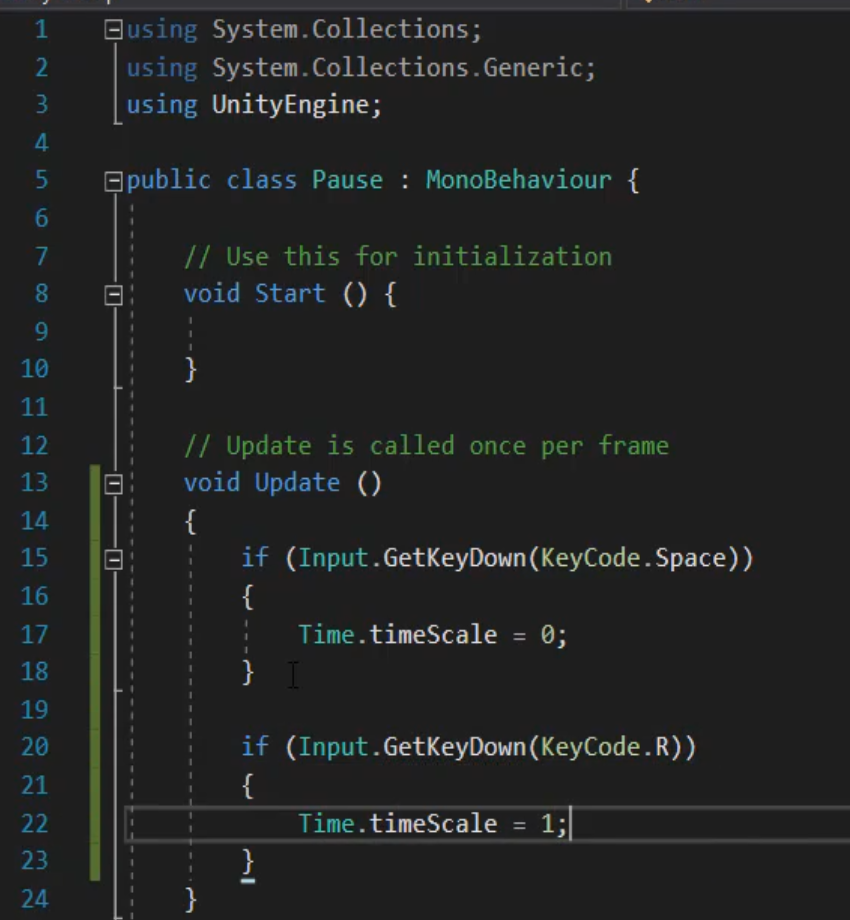 1 using System.Collections;
2 using System.Collections.Generic;
3 using UnityEngine;
4
5 public class Pause : MonoBehaviour {
6
7 // Use this for initialization
8 void Start () {
9
10 }
11
12 // Update is called once per frame
13 void Update ()
14 {
15 if (Input.GetKeyDown(KeyCode.Space))
16 {
17 Time.timeScale = 0;
18 }
19
20 if (Input.GetKeyDown(KeyCode.R))
21 {
22 Time.timeScale = 1;
23 }
24 }